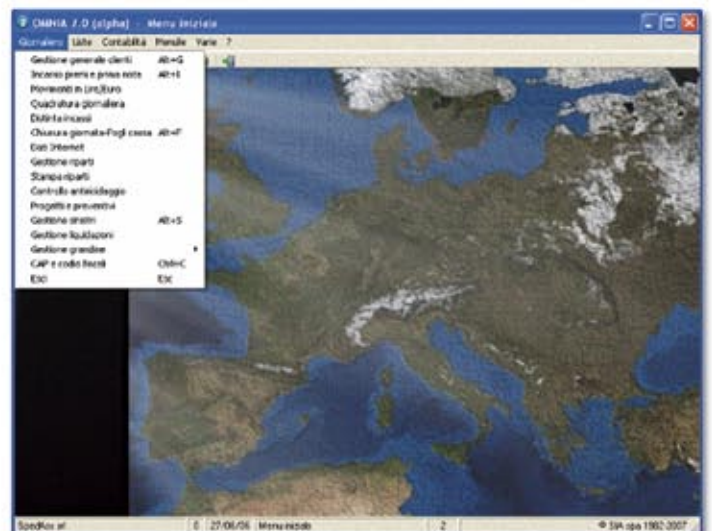 OMNIA 7.0 (alpha) - Menu iniziale
Giornaliero Liste Contabilità Mensile Varie ?
Gestione generale clienti Alt+G
Incasso premi e prima nota Alt+I
Movimenti in Lire/Euro
Quadratura giornaliera
Distinta incassi
Chiusura giornata-Fogli cassa Alt+F
Dati Internet
Gestione riparti
Stampa riparti
Controllo antiriciclaggio
Progetti e preventivi
Gestione sinistri Alt+S
Gestione liquidazioni
Gestione grandine
CAP e codici fiscali Ctrl+C
Esci Esc
0 27/06/06 Menu iniziale 2 © SIA spa 1982-2007